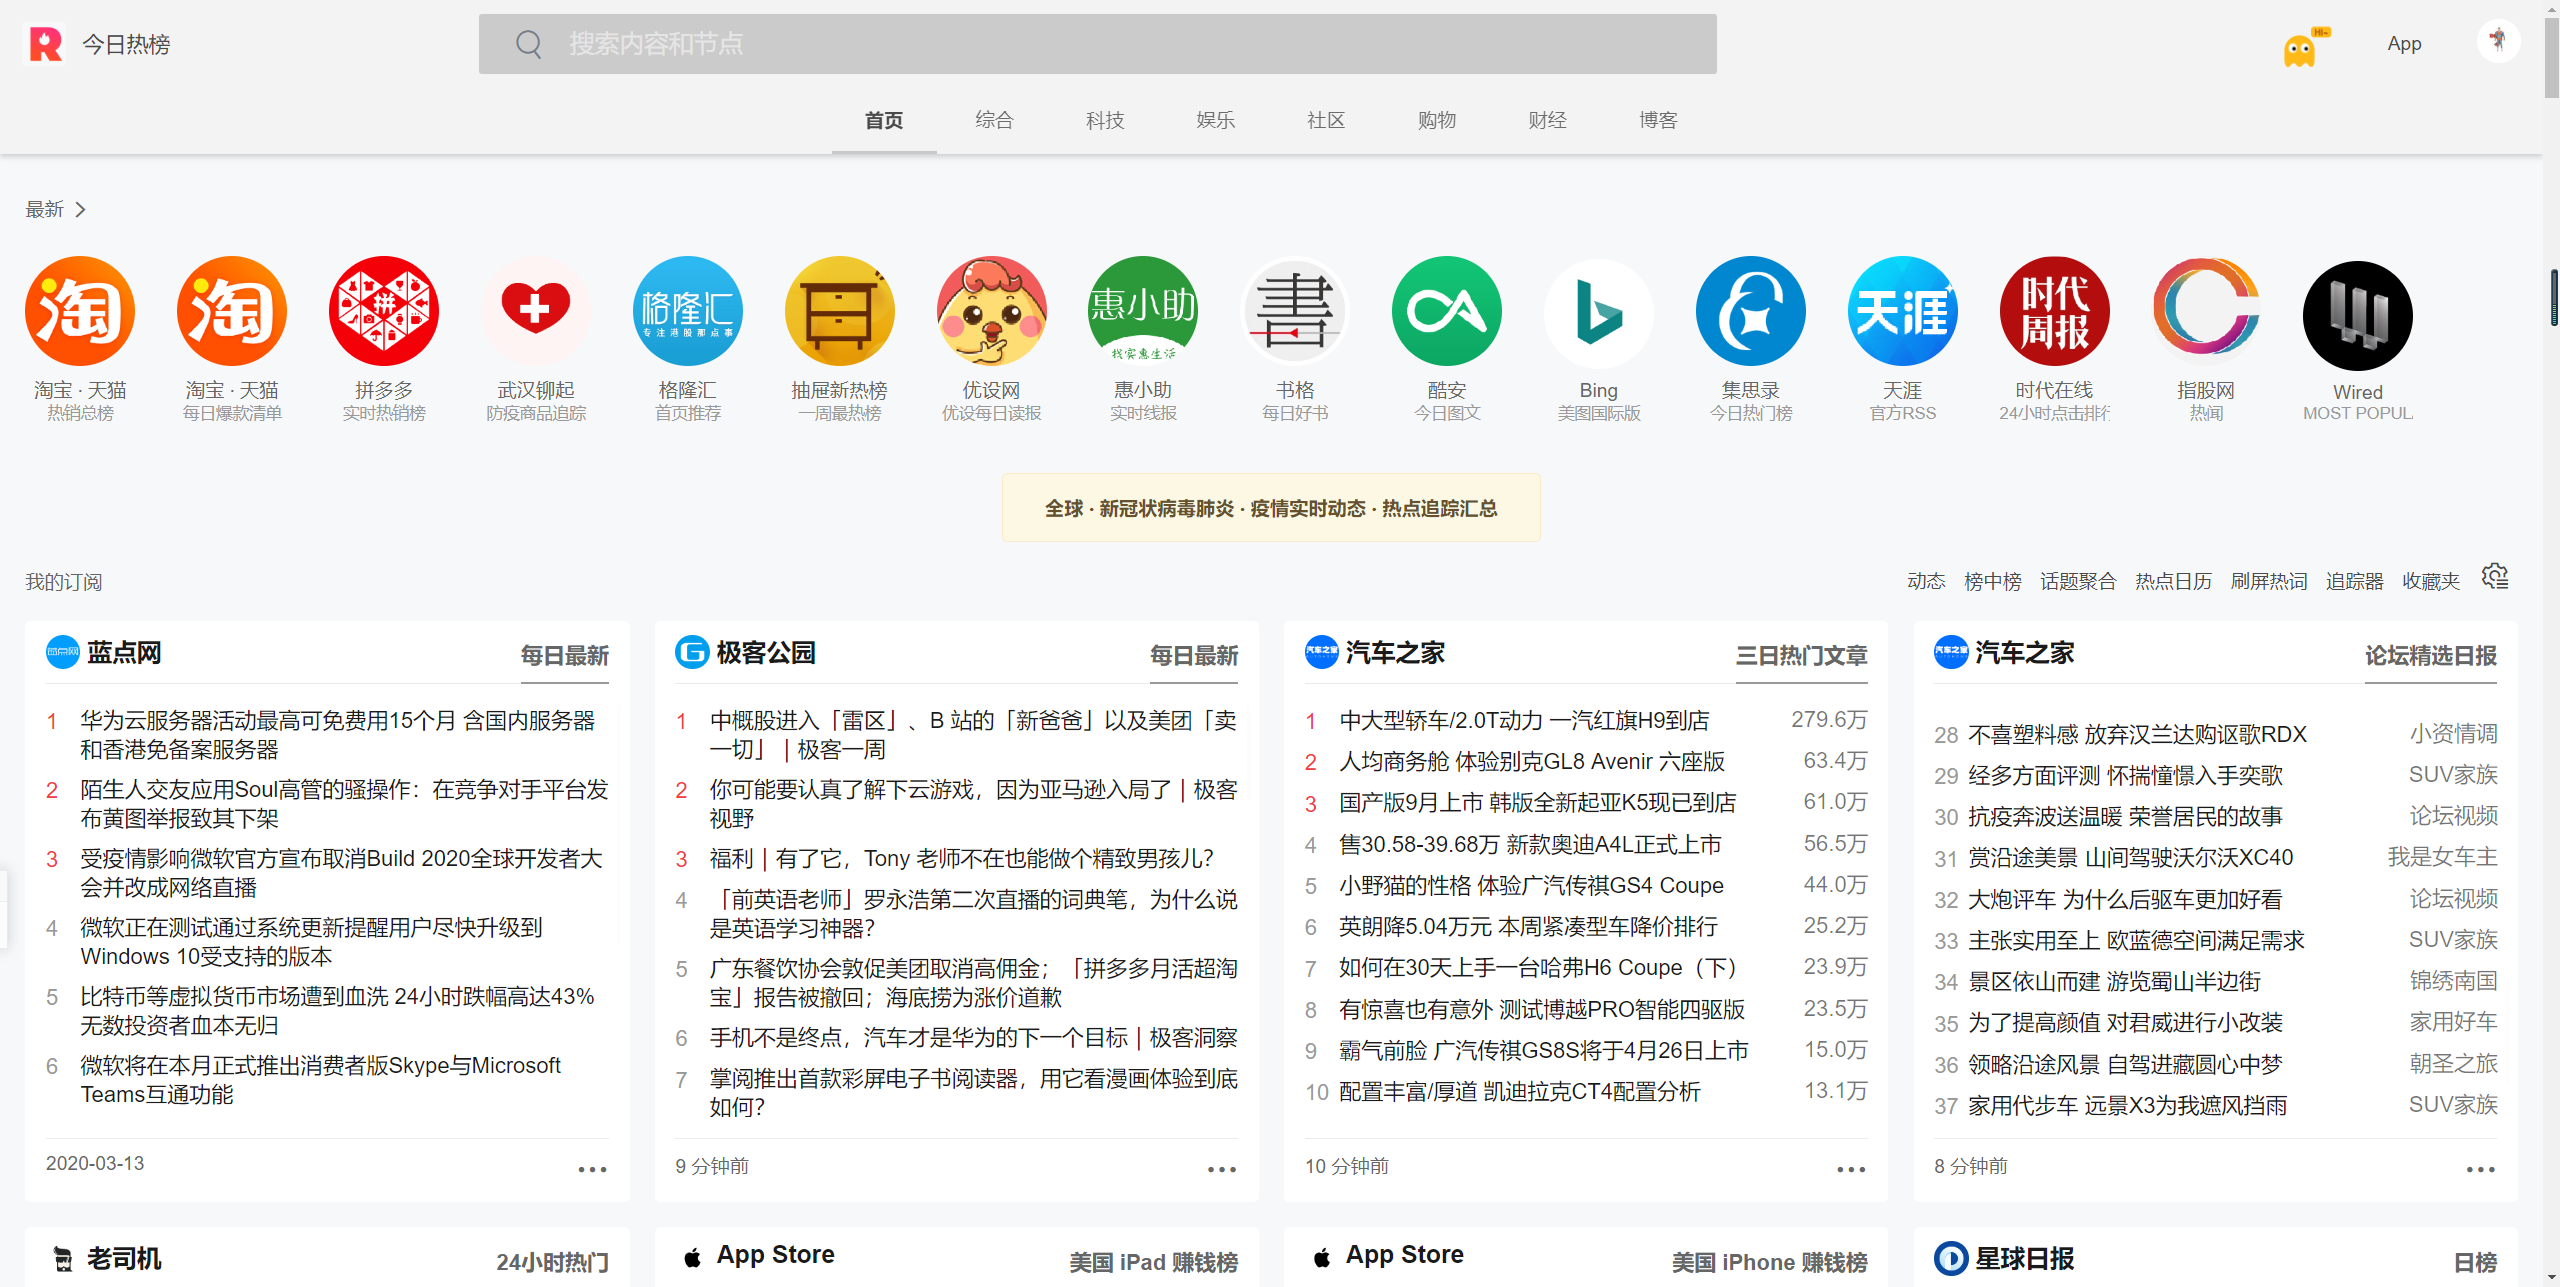 今日热榜
搜索内容和节点
HI~
App
首页 综合 科技 娱乐 社区 购物 财经 博客
最新
淘 淘 拼 格隆汇 专注港股那点事 惠小助 找实惠生活 書 天涯 时代周报
淘宝 · 天猫 淘宝 · 天猫 拼多多 武汉铆起 格隆汇 抽屉新热榜 优设网 惠小助 书格 酷安 Bing 集思录 天涯 时代在线 指股网 Wired
热销总榜 每日爆款清单 实时热销榜 防疫商品追踪 首页推荐 一周最热榜 优设每日读报 实时线报 每日好书 今日图文 美图国际版 今日热门榜 官方RSS 24小时点击排行 热闻 MOST POPUL
全球 · 新冠状病毒肺炎 · 疫情实时动态 · 热点追踪汇总
我的订阅
动态 榜中榜 话题聚合 热点日历 刷屏热词 追踪器 收藏夹
蓝点网 蓝点网 每日最新
1 华为云服务器活动最高可免费用15个月 含国内服务器
和香港免备案服务器
2 陌生人交友应用Soul高管的骚操作：在竞争对手平台发
布黄图举报致其下架
3 受疫情影响微软官方宣布取消Build 2020全球开发者大
会并改成网络直播
4 微软正在测试通过系统更新提醒用户尽快升级到
Windows 10受支持的版本
5 比特币等虚拟货币市场遭到血洗 24小时跌幅高达43%
无数投资者血本无归
6 微软将在本月正式推出消费者版Skype与Microsoft
Teams互通功能
2020-03-13
极客公园 每日最新
1 中概股进入「雷区」、B 站的「新爸爸」以及美团「卖
一切」 | 极客一周
2 你可能要认真了解下云游戏，因为亚马逊入局了 | 极客
视野
3 福利 | 有了它，Tony 老师不在也能做个精致男孩儿？
4 「前英语老师」罗永浩第二次直播的词典笔，为什么说
是英语学习神器？
5 广东餐饮协会敦促美团取消高佣金；「拼多多月活超淘
宝」报告被撤回；海底捞为涨价道歉
6 手机不是终点，汽车才是华为的下一个目标 | 极客洞察
7 掌阅推出首款彩屏电子书阅读器，用它看漫画体验到底
如何？
9 分钟前
汽车之家 汽车之家 三日热门文章
1 中大型轿车/2.0T动力 一汽红旗H9到店 279.6万
2 人均商务舱 体验别克GL8 Avenir 六座版 63.4万
3 国产版9月上市 韩版全新起亚K5现已到店 61.0万
4 售30.58-39.68万 新款奥迪A4L正式上市 56.5万
5 小野猫的性格 体验广汽传祺GS4 Coupe 44.0万
6 英朗降5.04万元 本周紧凑型车降价排行 25.2万
7 如何在30天上手一台哈弗H6 Coupe（下） 23.9万
8 有惊喜也有意外 测试博越PRO智能四驱版 23.5万
9 霸气前脸 广汽传祺GS8S将于4月26日上市 15.0万
10 配置丰富/厚道 凯迪拉克CT4配置分析 13.1万
10 分钟前
汽车之家 汽车之家 论坛精选日报
28 不喜塑料感 放弃汉兰达购讴歌RDX 小资情调
29 经多方面评测 怀揣憧憬入手奕歌 SUV家族
30 抗疫奔波送温暖 荣誉居民的故事 论坛视频
31 赏沿途美景 山间驾驶沃尔沃XC40 我是女车主
32 大炮评车 为什么后驱车更加好看 论坛视频
33 主张实用至上 欧蓝德空间满足需求 SUV家族
34 景区依山而建 游览蜀山半边街 锦绣南国
35 为了提高颜值 对君威进行小改装 家用好车
36 领略沿途风景 自驾进藏圆心中梦 朝圣之旅
37 家用代步车 远景X3为我遮风挡雨 SUV家族
8 分钟前
老司机 24小时热门
App Store 美国 iPad 赚钱榜
App Store 美国 iPhone 赚钱榜
星球日报 日榜